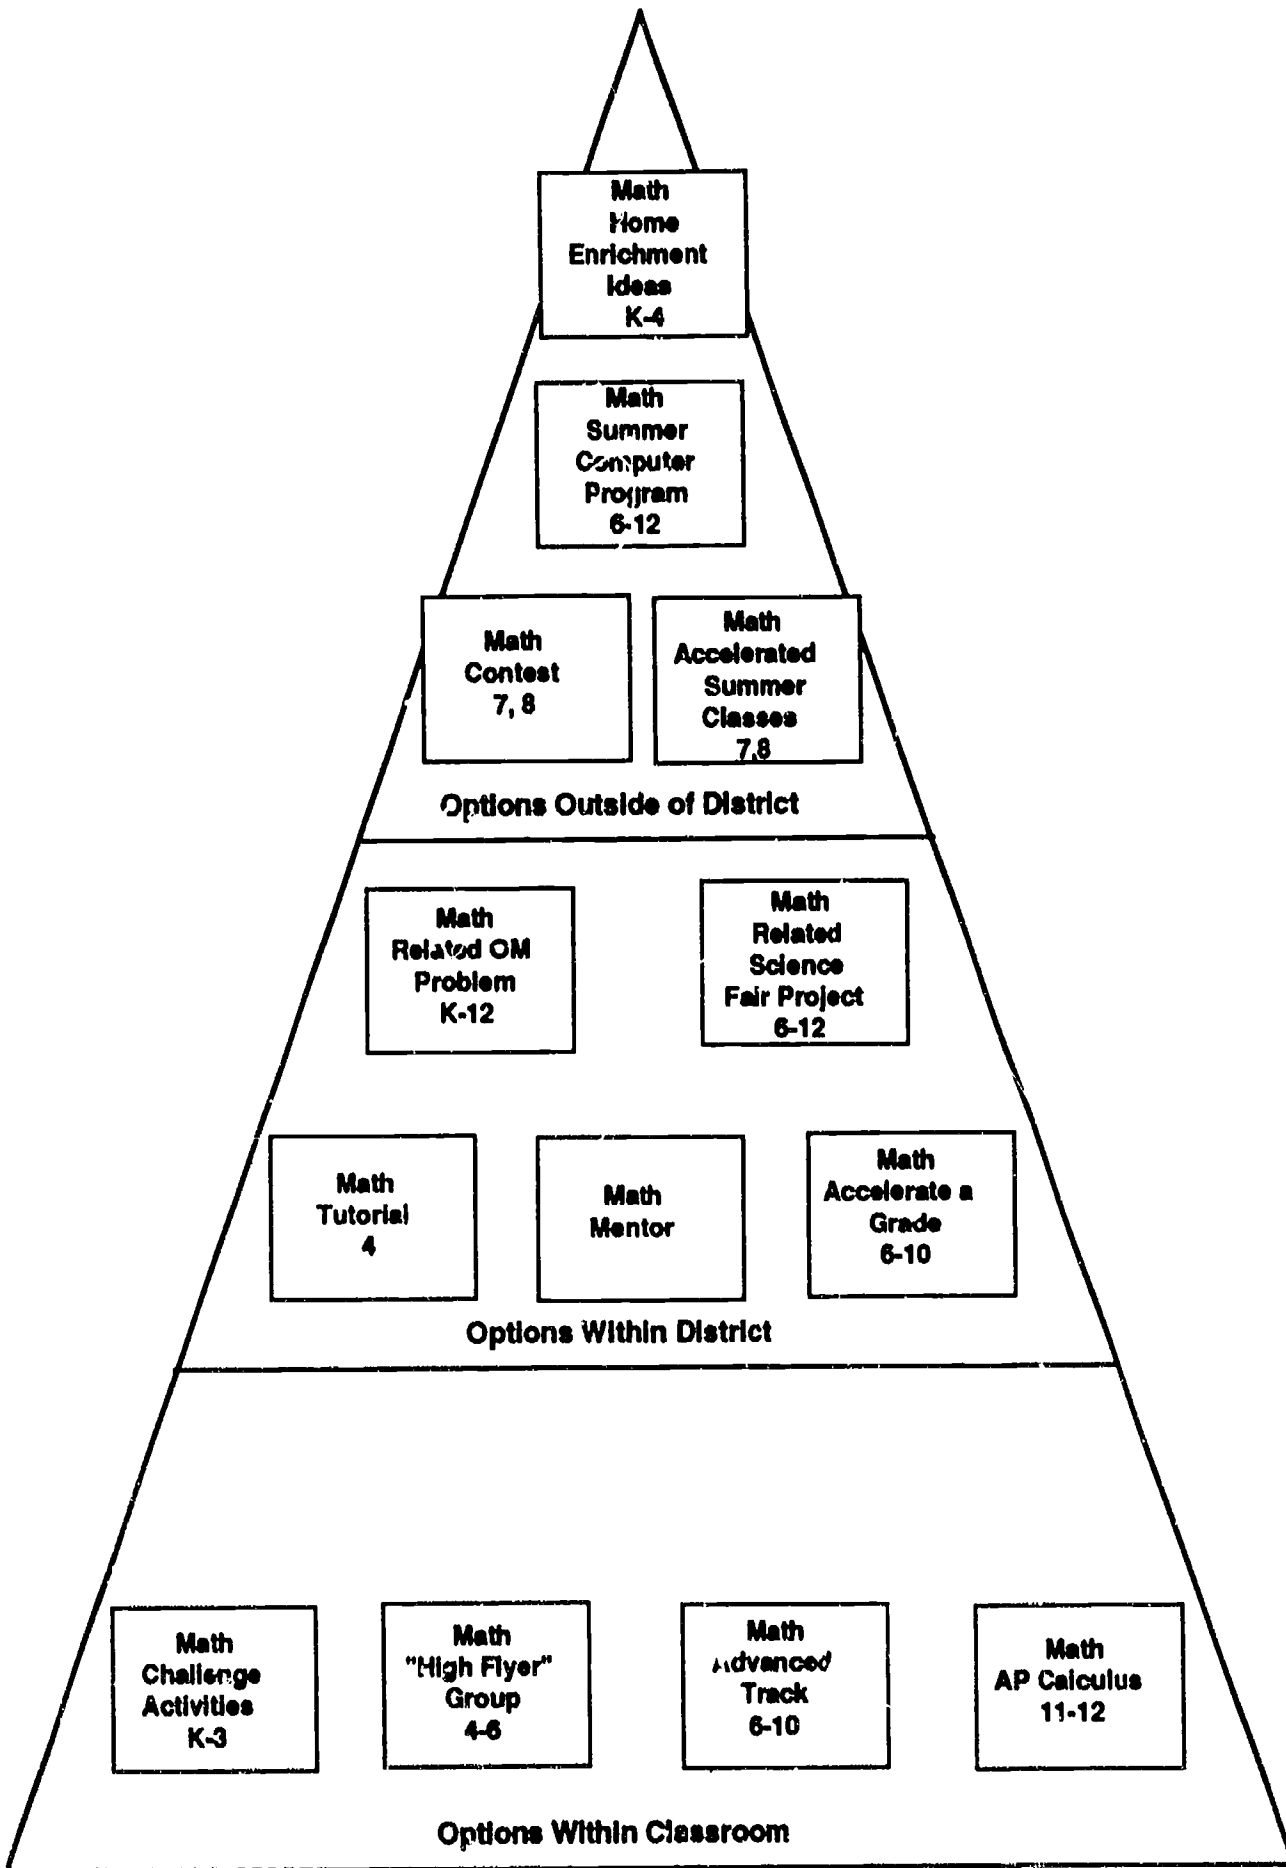 Math
Home
Enrichment
Ideas
K-4
Math
Summer
Computer
Program
6-12
Math
Contest
7, 8
Math
Accelerated
Summer
Classes
7,8
Options Outside of District
Math
Related OM
Problem
K-12
Math
Related
Science
Fair Project
6-12
Math
Tutorial
4
Math
Mentor
Math
Accelerate a
Grade
6-10
Options Within District
Math
Challenge
Activities
K-3
Math
"High Flyer"
Group
4-6
Math
Advanced
Track
6-10
Math
AP Calculus
11-12
Options Within Classroom